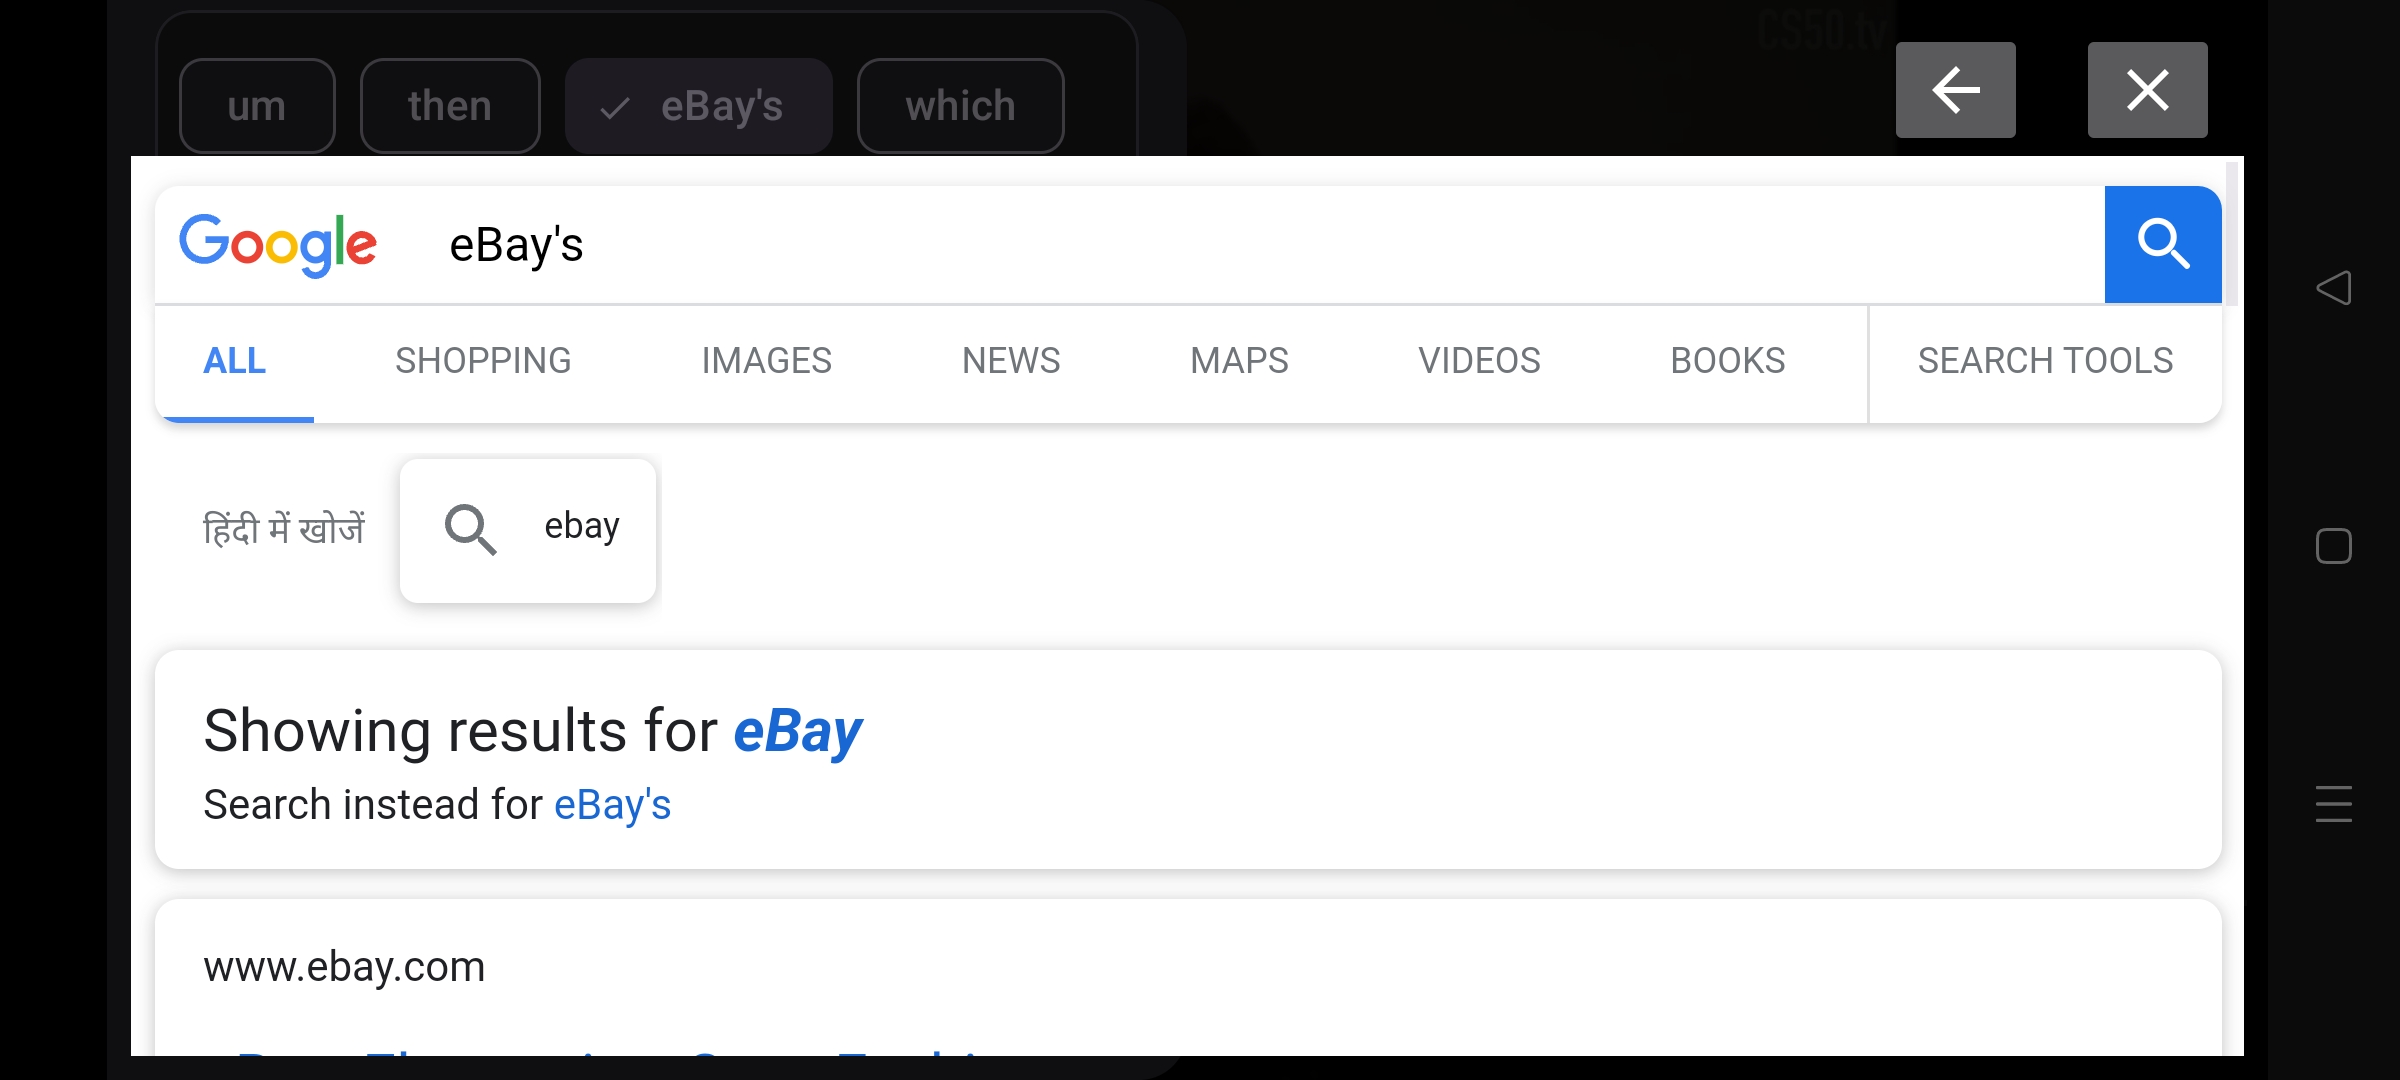 CS50.tv
um then eBay's which
Google eBay's
ALL SHOPPING IMAGES NEWS MAPS VIDEOS BOOKS SEARCH TOOLS
हिंदी में खोजें ebay
Showing results for eBay
Search instead for eBay's
www.ebay.com